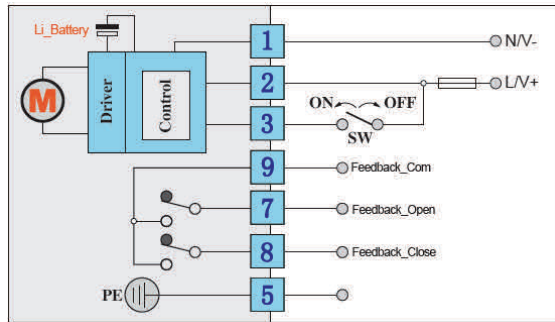 Li_Battery
M
Driver
Control
1
N/V-
2
L/V+
ON
OFF
3
SW
9
Feedback_Com
7
Feedback_Open
8
Feedback_Close
PE
5